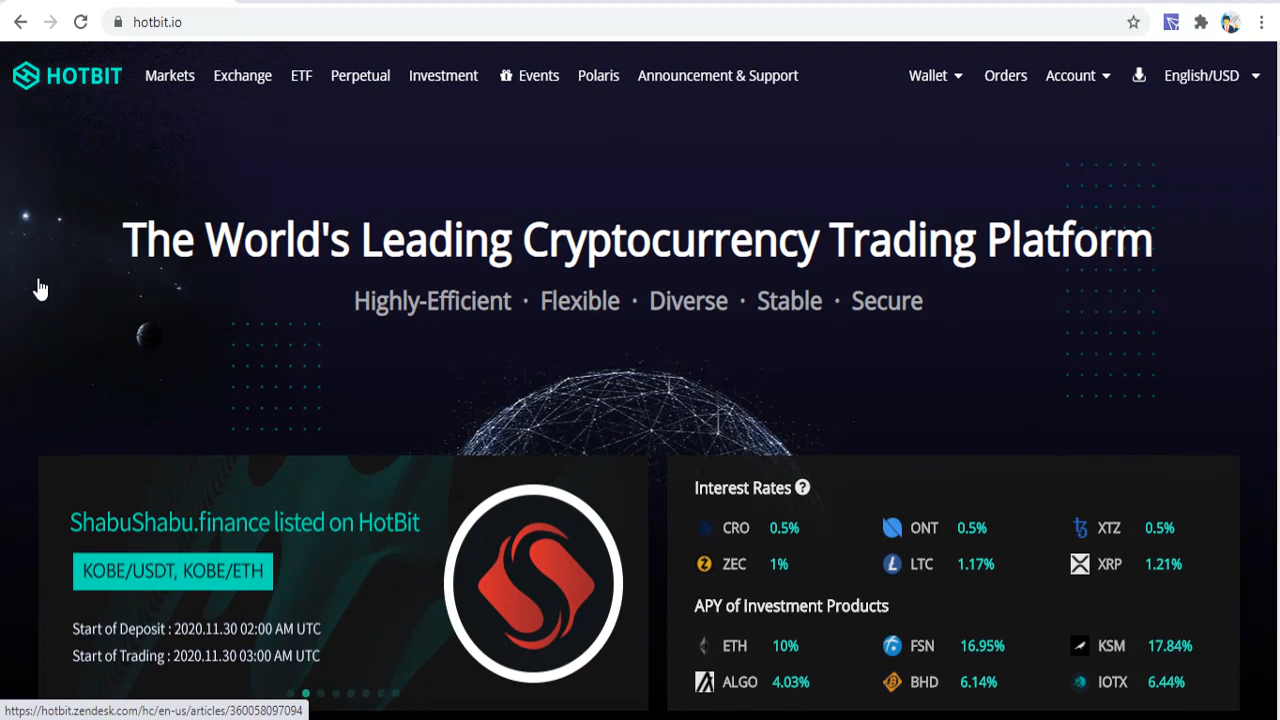 hotbit.io
HOTBIT Markets Exchange ETF Perpetual Investment Events Polaris Announcement & Support Wallet Orders Account English/USD
The World's Leading Cryptocurrency Trading Platform
Highly-Efficient · Flexible · Diverse · Stable · Secure
ShabuShabu.finance listed on HotBit
KOBE/USDT, KOBE/ETH
Start of Deposit : 2020.11.30 02:00 AM UTC
Start of Trading : 2020.11.30 03:00 AM UTC
Interest Rates ?
CRO 0.5% ONT 0.5% XTZ 0.5%
ZEC 1% LTC 1.17% XRP 1.21%
APY of Investment Products
ETH 10% FSN 16.95% KSM 17.84%
ALGO 4.03% BHD 6.14% IOTX 6.44%
https://hotbit.zendesk.com/hc/en-us/articles/360058097094